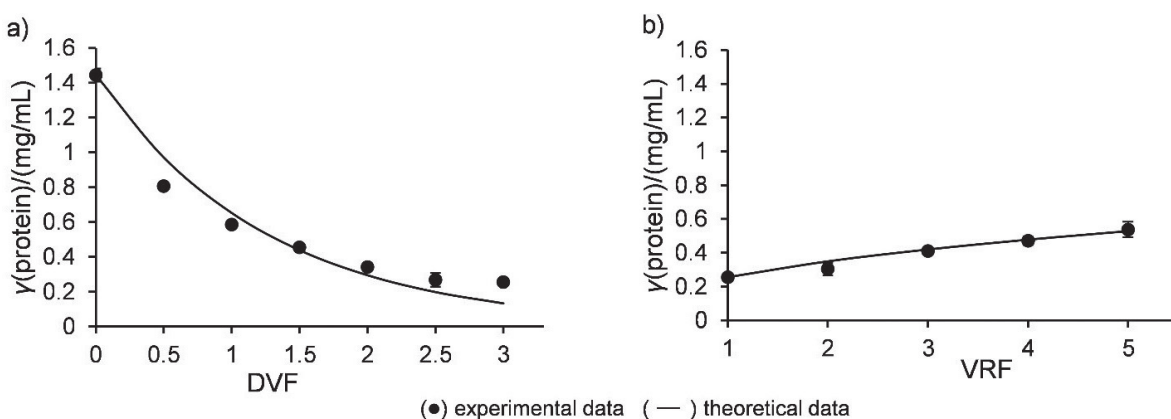 a)
γ(protein)/(mg/mL)
1.6
1.4
1.2
1
0.8
0.6
0.4
0.2
0
0 0.5 1 1.5 2 2.5 3
DVF
b)
γ(protein)/(mg/mL)
1.6
1.4
1.2
1
0.8
0.6
0.4
0.2
0
1 2 3 4 5
VRF
(●) experimental data (—) theoretical data